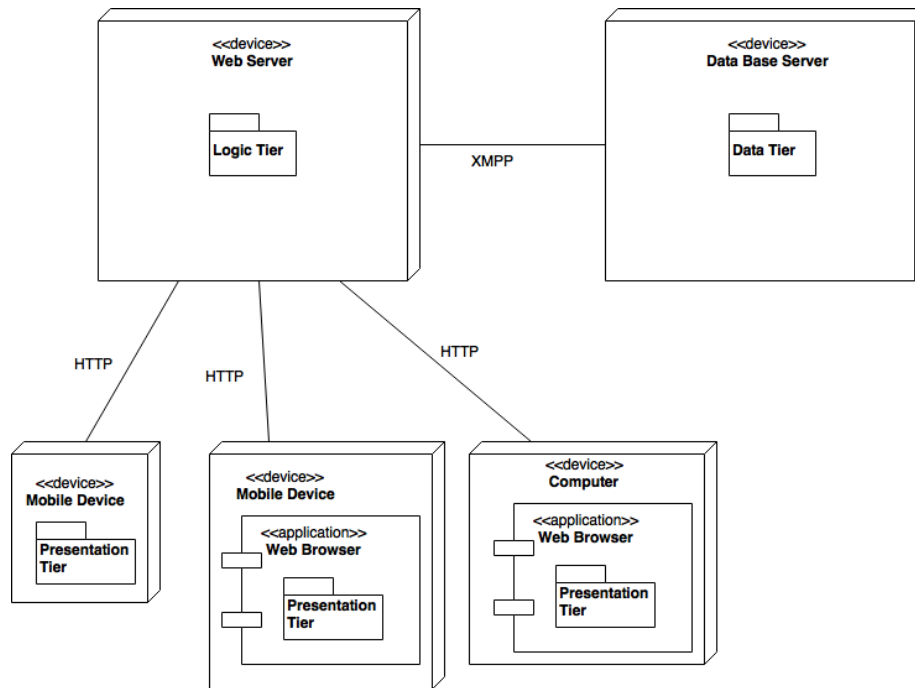 <<device>>
Web Server
Logic Tier
<<device>>
Data Base Server
Data Tier
XMPP
HTTP
HTTP
HTTP
<<device>>
Mobile Device
Presentation
Tier
<<device>>
Mobile Device
<<application>>
Web Browser
Presentation
Tier
<<device>>
Computer
<<application>>
Web Browser
Presentation
Tier